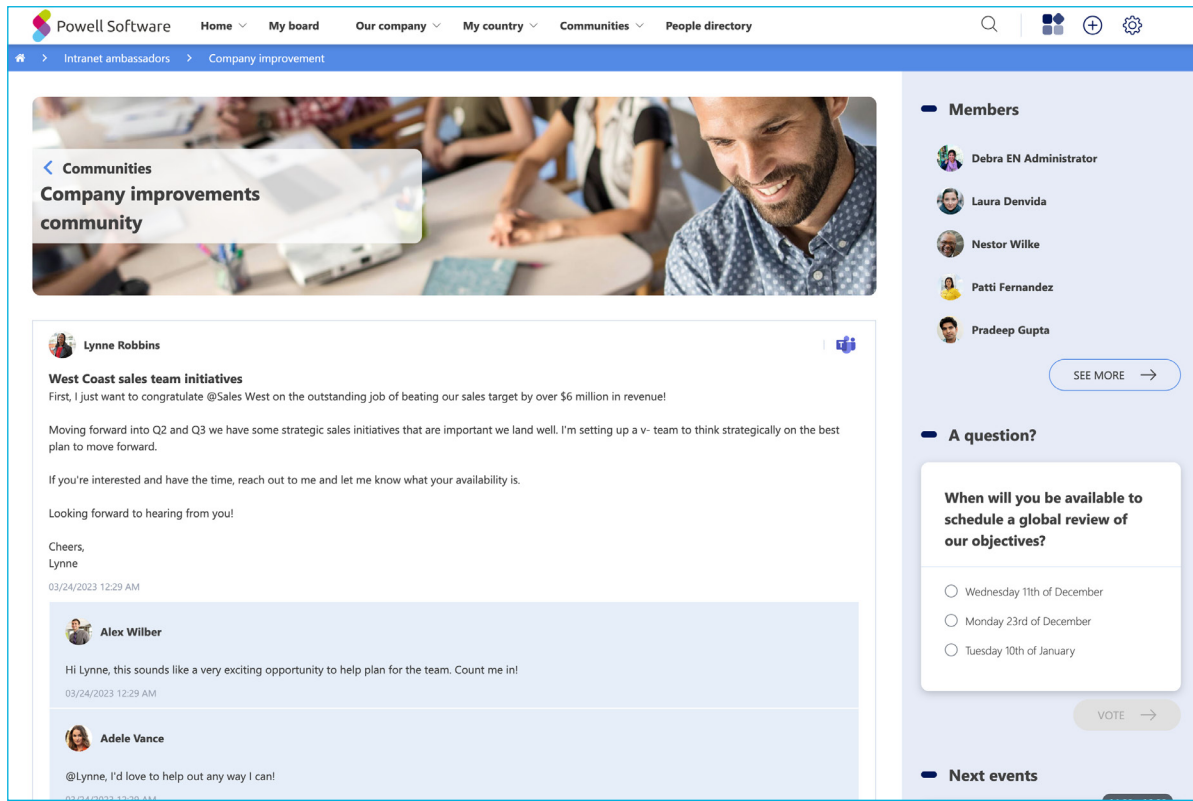 Powell Software
Home
My board
Our company
My country
Communities
People directory
Intranet ambassadors > Company improvement
Communities
Company improvements
community
Lynne Robbins
West Coast sales team initiatives
First, I just want to congratulate @Sales West on the outstanding job of beating our sales target by over $6 million in revenue!
Moving forward into Q2 and Q3 we have some strategic sales initiatives that are important we land well. I'm setting up a v- team to think strategically on the best
plan to move forward.
If you're interested and have the time, reach out to me and let me know what your availability is.
Looking forward to hearing from you!
Cheers,
Lynne
03/24/2023 12:29 AM
Alex Wilber
Hi Lynne, this sounds like a very exciting opportunity to help plan for the team. Count me in!
03/24/2023 12:29 AM
Adele Vance
@Lynne, I'd love to help out any way I can!
03/24/2023 12:29 AM
Members
Debra EN Administrator
Laura Denvida
Nestor Wilke
Patti Fernandez
Pradeep Gupta
SEE MORE
A question?
When will you be available to
schedule a global review of
our objectives?
Wednesday 11th of December
Monday 23rd of December
Tuesday 10th of January
VOTE
Next events